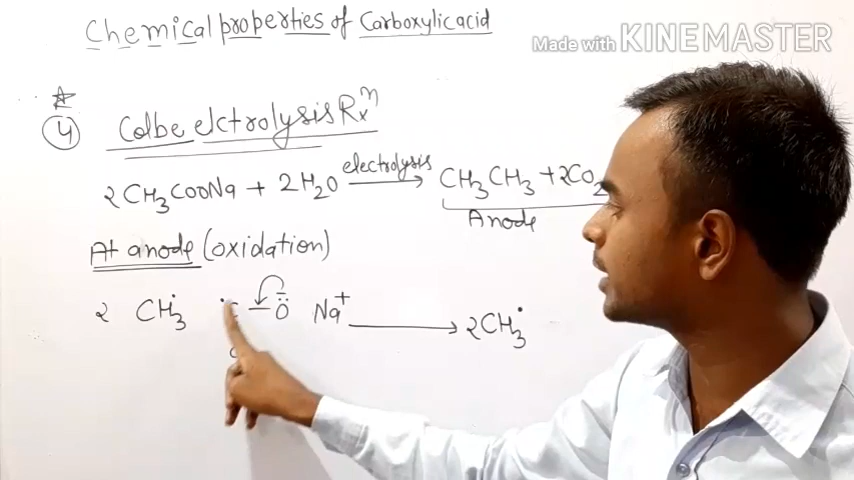 Chemical properties of Carboxylic acid
Made with KINEMASTER
4 Colbe elctrolysis Rxn
2CH3COONa + 2H2O electrolysis → CH3CH3 + 2CO2
Anode
At anode (oxidation)
2 CH3 C – O Na+ → 2CH3